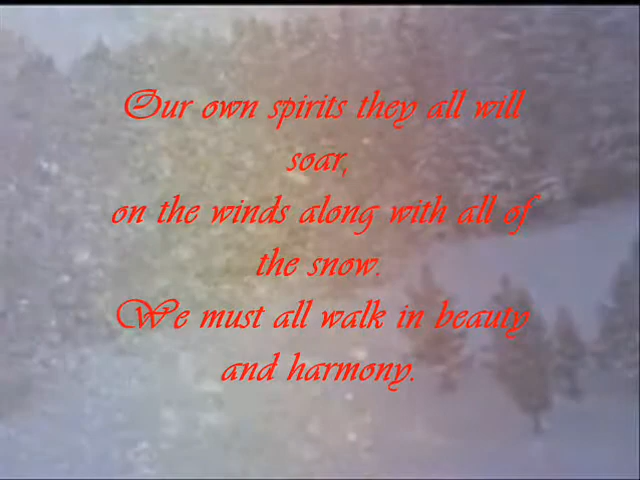 Our own spirits they all will
soar,
on the winds along with all of
the snow.
We must all walk in beauty
and harmony.